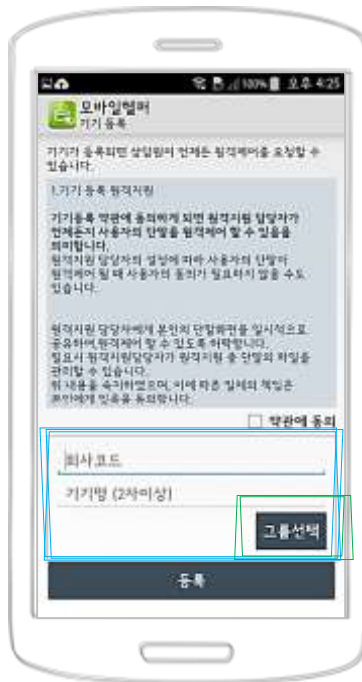 100% 오후 4:25
모바일헬퍼
기기 등록
기기가 등록되면 상담원이 언제든 원격제어를 요청할 수
있습니다.
1.기기 등록 원격지원
기기등록 약관에 동의하게 되면 원격지원 담당자가
언제든지 사용자의 단말을 원격제어 할 수 있음을
의미합니다.
원격지원 담당자의 설정에 따라 사용자의 단말이
원격제어 될 때 사용자의 동의가 필요하지 않을 수도
있습니다.
원격지원 담당자에게 본인의 단말화면을 일시적으로
공유하여,원격제어 할 수 있도록 허락합니다.
필요시 원격지원담당자가 원격지원 중 단말의 파일을
관리할 수 있습니다.
위 내용을 숙지하였으며, 이에 따른 일체의 책임은
본인에게 있음을 동의합니다.
약관에 동의
회사코드
기기명 (2자이상)
그룹선택
등록